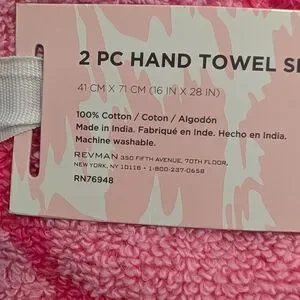 2 PC HAND TOWEL
41 CM X 71 CM (16 IN X 28 IN)
100% Cotton / Coton / Algodón
Made in India. Fabriqué en Inde. Hecho en India.
Machine washable.
REVMAN 350 FIFTH AVENUE, 70TH FLOOR,
NEW YORK, NY 10118 • 1-800-237-0658
RN76948